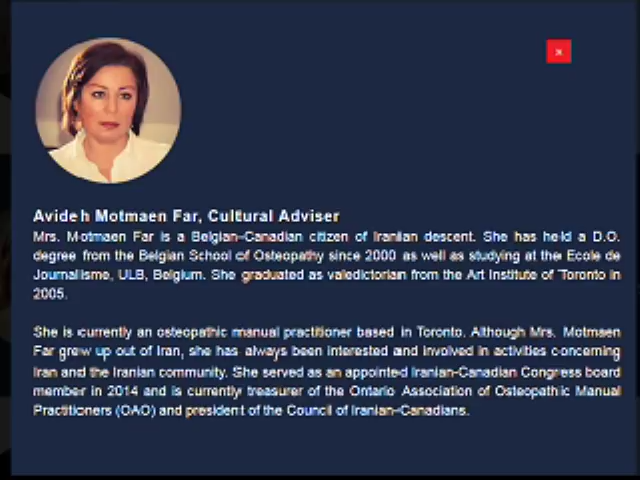 x
Avideh Motmaen Far, Cultural Adviser
Mrs. Motmaen Far is a Belgian-Canadian citizen of Iranian descent. She has held a D.O.
degree from the Belgian School of Osteopathy since 2000 as well as studying at the Ecole de
Journalisme, ULB, Belgium. She graduated as valedictorian from the Art Institute of Toronto in
2005.
She is currently an osteopathic manual practitioner based in Toronto. Although Mrs. Motmaen
Far grew up out of Iran, she has always been interested and involved in activities concerning
Iran and the Iranian community. She served as an appointed Iranian-Canadian Congress board
member in 2014 and is currently treasurer of the Ontario Association of Osteopathic Manual
Practitioners (OAO) and president of the Council of Iranian-Canadians.